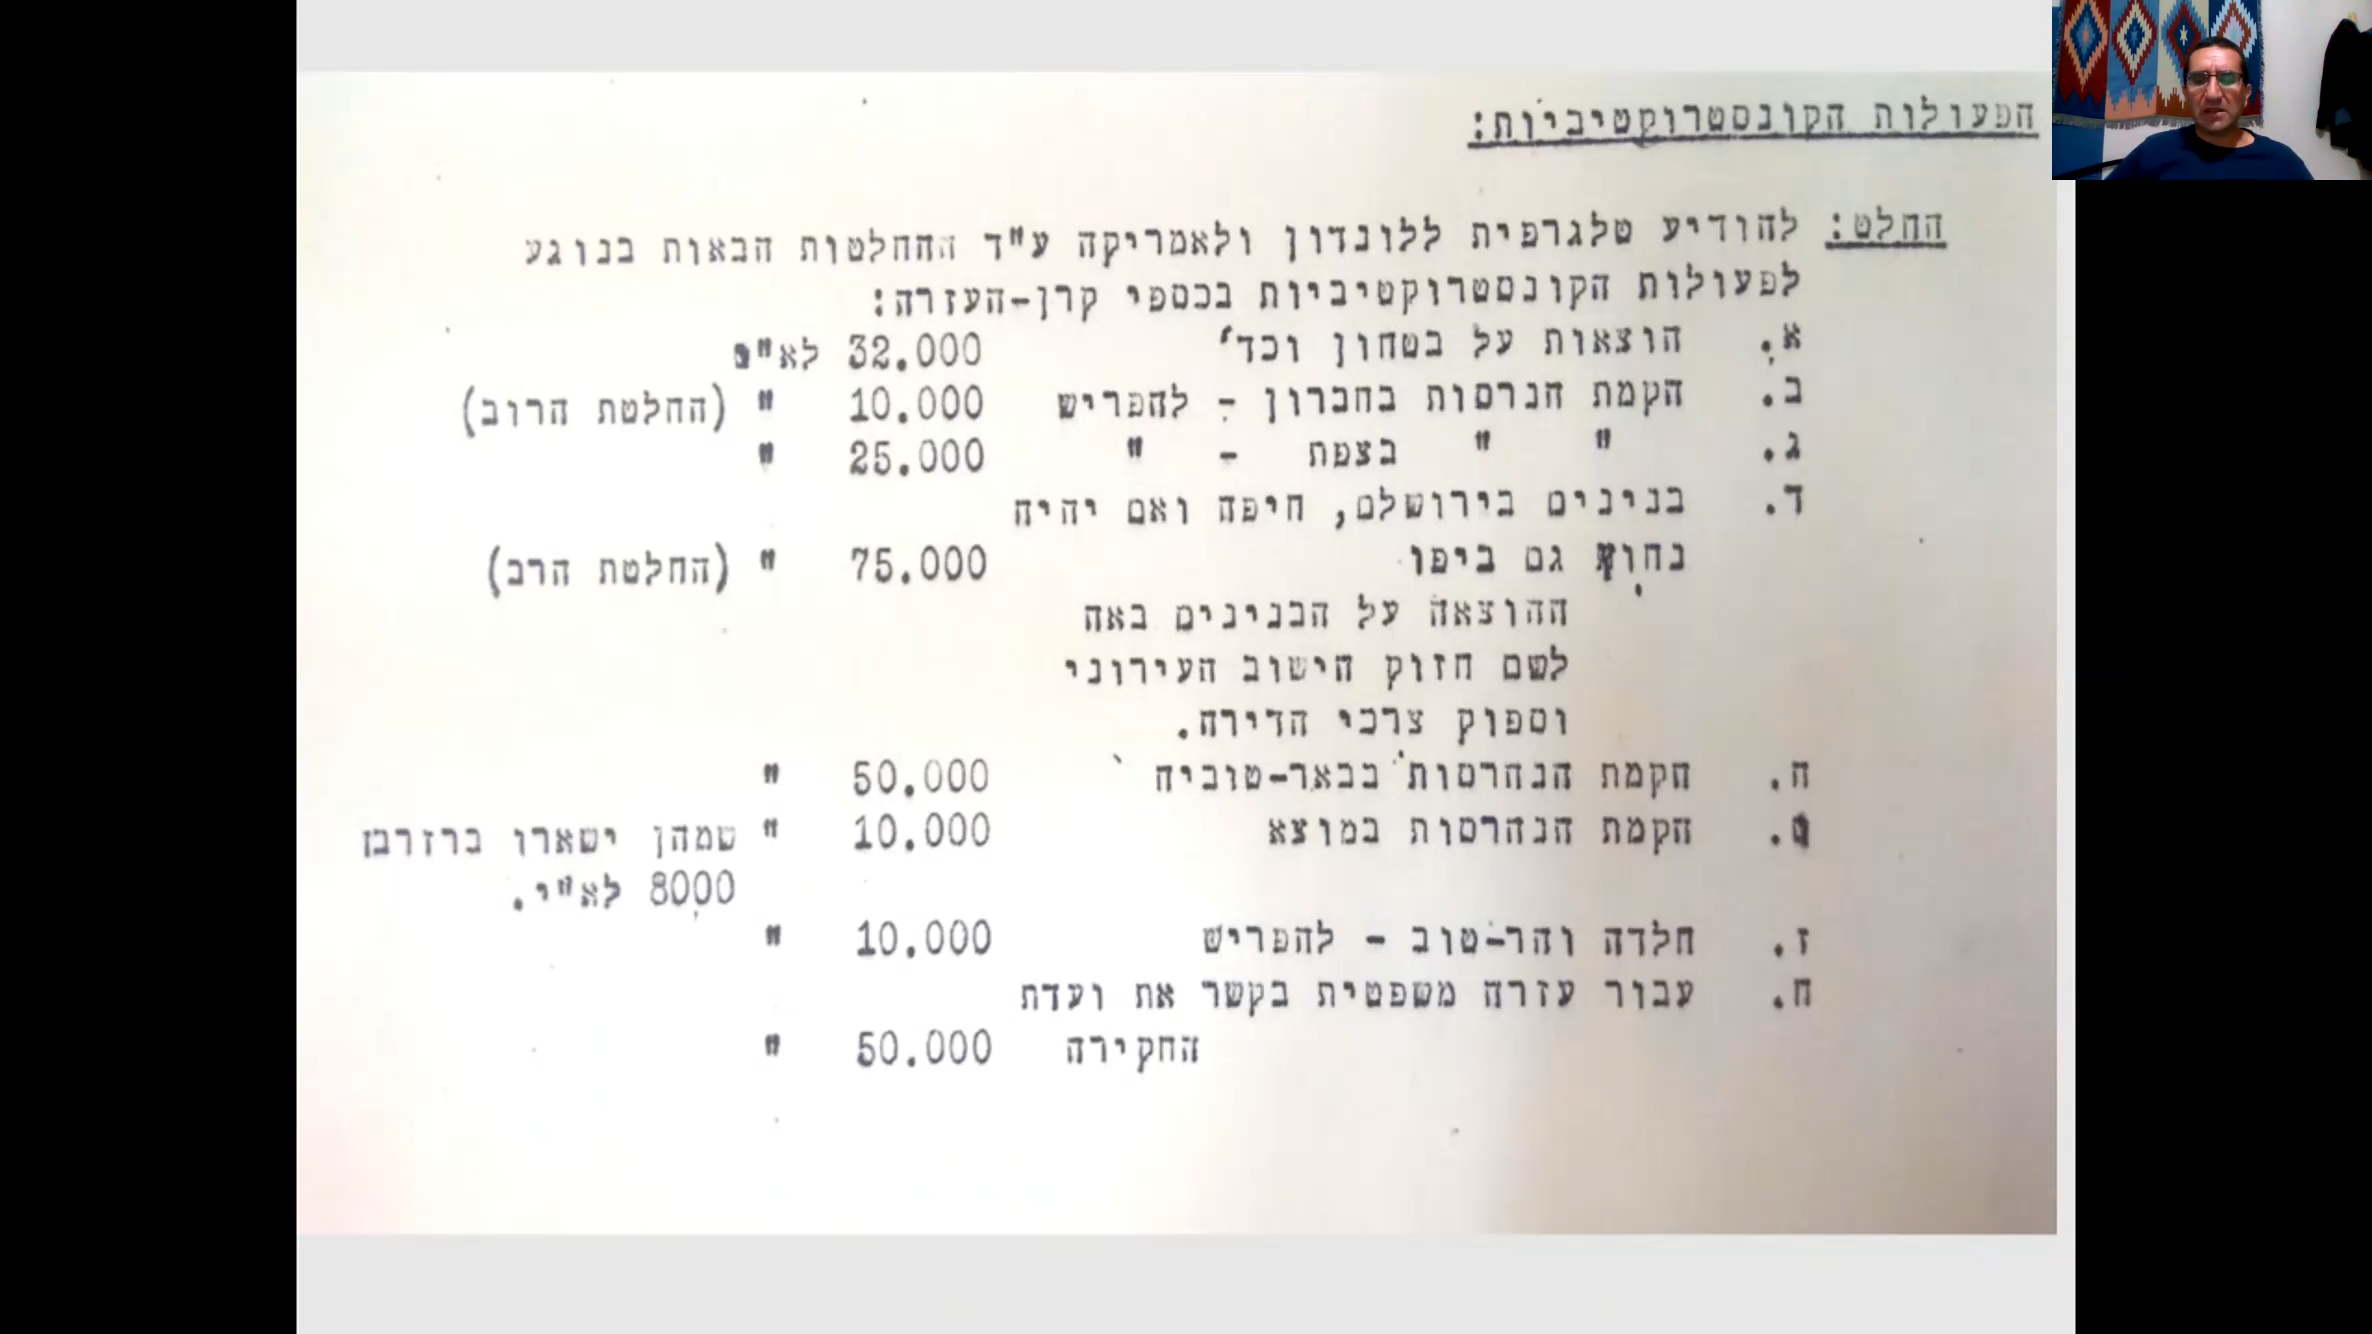 הפעולות הקונסטרוקטיביות:
החלט: להודיע טלגרפית ללונדון ולאמריקה ע"ד ההחלטות הבאות בנוגע
לפעולות הקונסטרוקטיביות בכספי קרן-העזרה:
א. הוצאות על בטחון וכד' 32.000 לא"י
ב. הקמת הנרסות בחברון - להפריש 10.000 " (החלטת הרוב)
ג. " " בצפת - " 25.000 "
ד. בנינים בירושלם, חיפה ואם יהיה
נחוץ גם ביפו 75.000 " (החלטת הרב)
ההוצאה על הבנינים באה
לשם חזוק הישוב העירוני
וספוק צרכי הדירה.
ה. הקמת הנהרסות בבאר-טוביה 50.000 "
ו. הקמת הנהרסות במוצא 10.000 " שמהן ישארו ברזרבו
8000 לא"י.
ז. חלדה והר-טוב - להפריש 10.000 "
ח. עבור עזרה משפטית בקשר את ועדת
החקירה 50.000 "